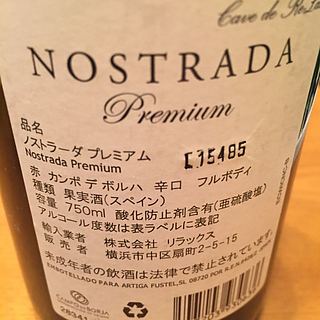 Cave de
NOSTRADA
Premium
品名
ノストラーダ プレミアム
L15485
Nostrada Premium
赤 カンポ デ ボルハ 辛口 フルボディ
種類 果実酒(スペイン)
容量 750ml 酸化防止剤含有(亜硫酸塩)
アルコール度数は表ラベルに表記
輸入業者 株式会社 リラックス
販売者 横浜市中区扇町2-5-15
未成年者の飲酒は法律で禁止されています。
EMBOTELLADO PARA ARTIGA FUSTEL, SL 08720 POR R.E.